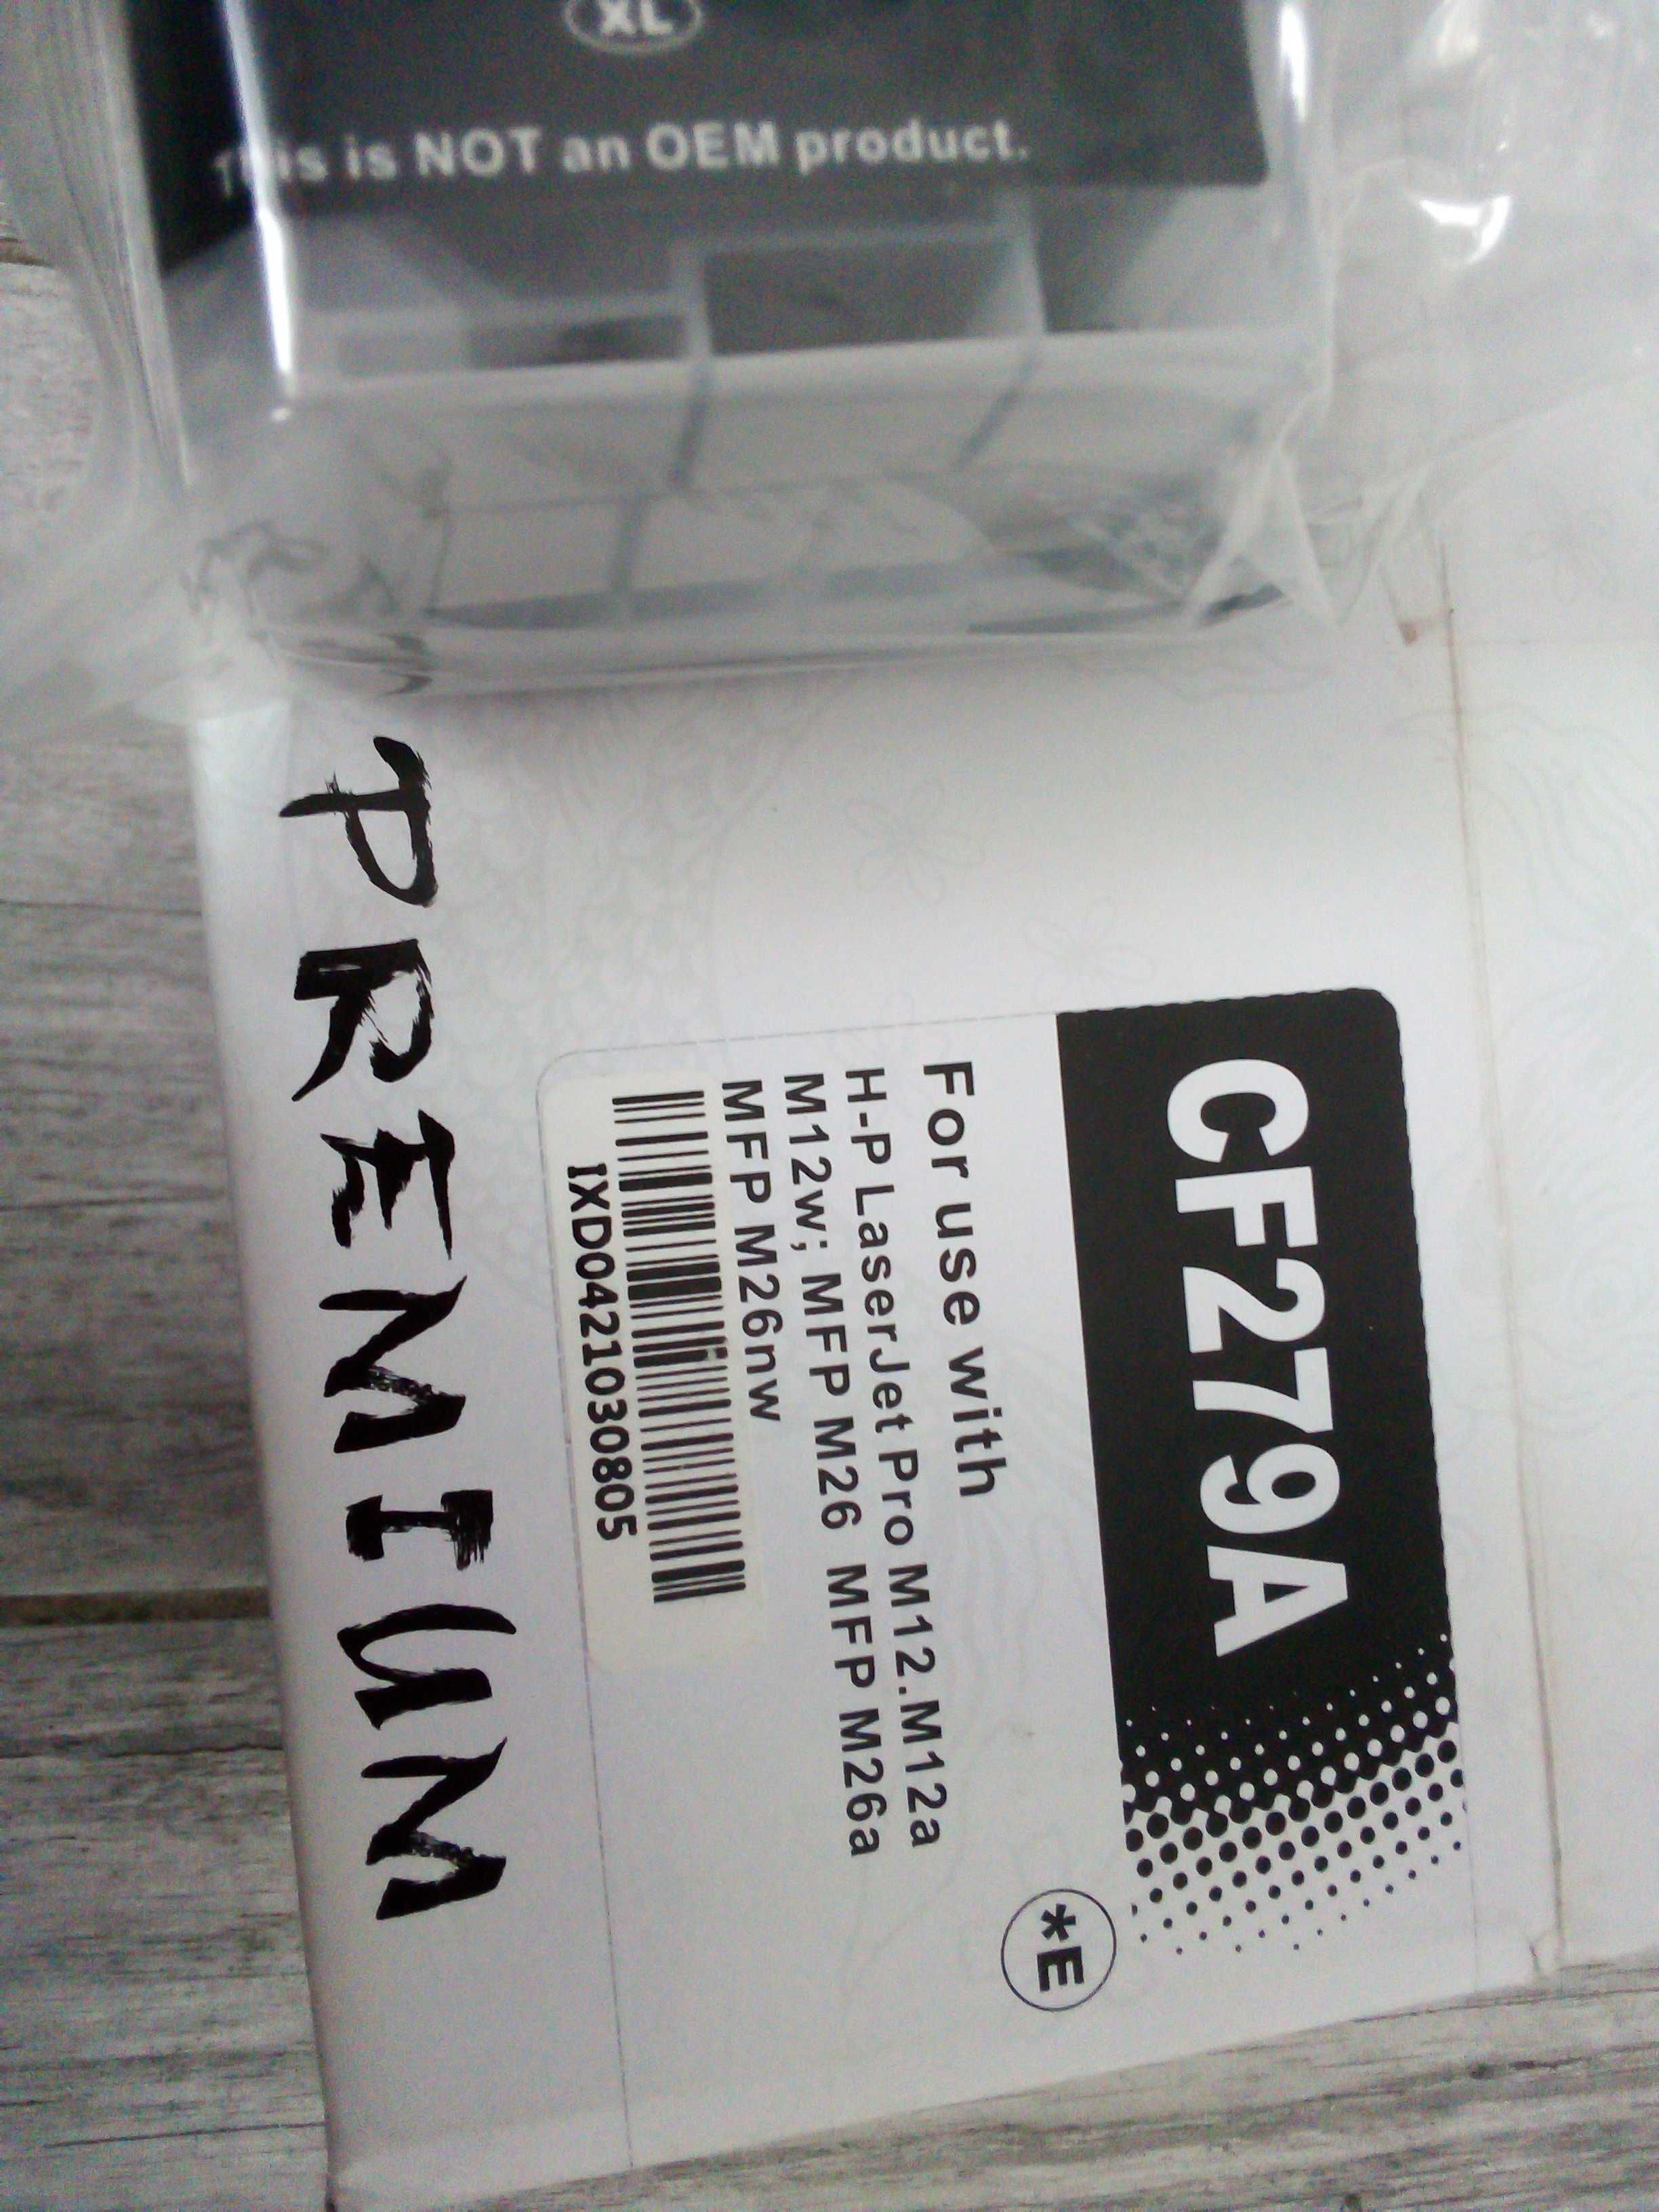 XL
This is NOT an OEM product.
CF279A
For use with
H-P LaserJet Pro M12.M12a
M12w; MFP M26 MFP M26a
MFP M26nw
IXD0421030805
*E
PREMIUM